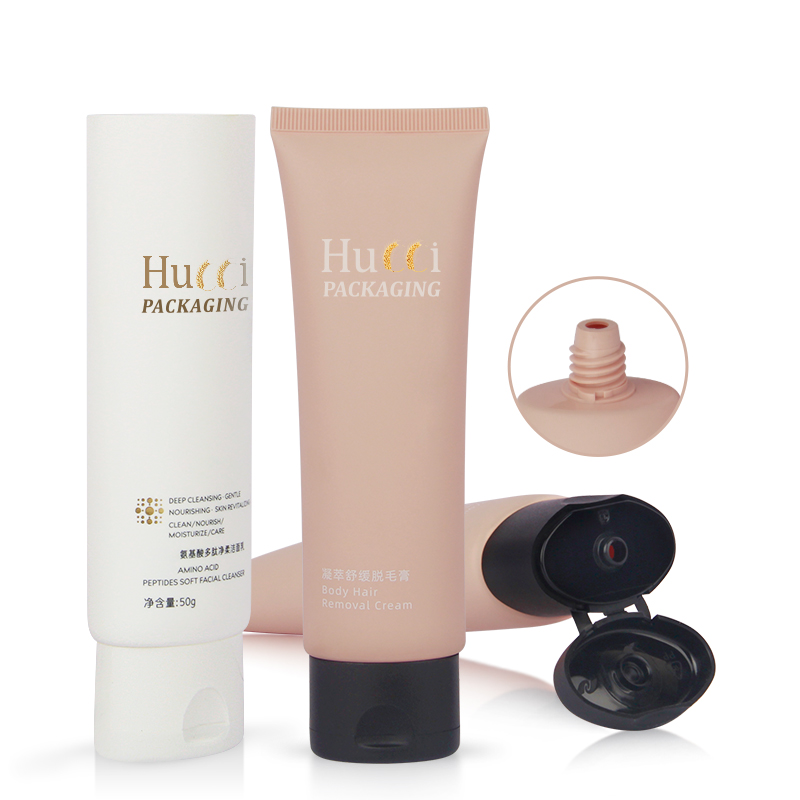 Hucci
PACKAGING
DEEP CLEANSING · GENTLE
NOURISHING · SKIN REVITALIZING
CLEAN/NOURISH/
MOISTURIZE/CARE
氨基酸多肽净柔洁面乳
AMINO ACID
PEPTIDES SOFT FACIAL CLEANSER
净含量:50g
Hucci
PACKAGING
凝萃舒缓脱毛膏
Body Hair
Removal Cream